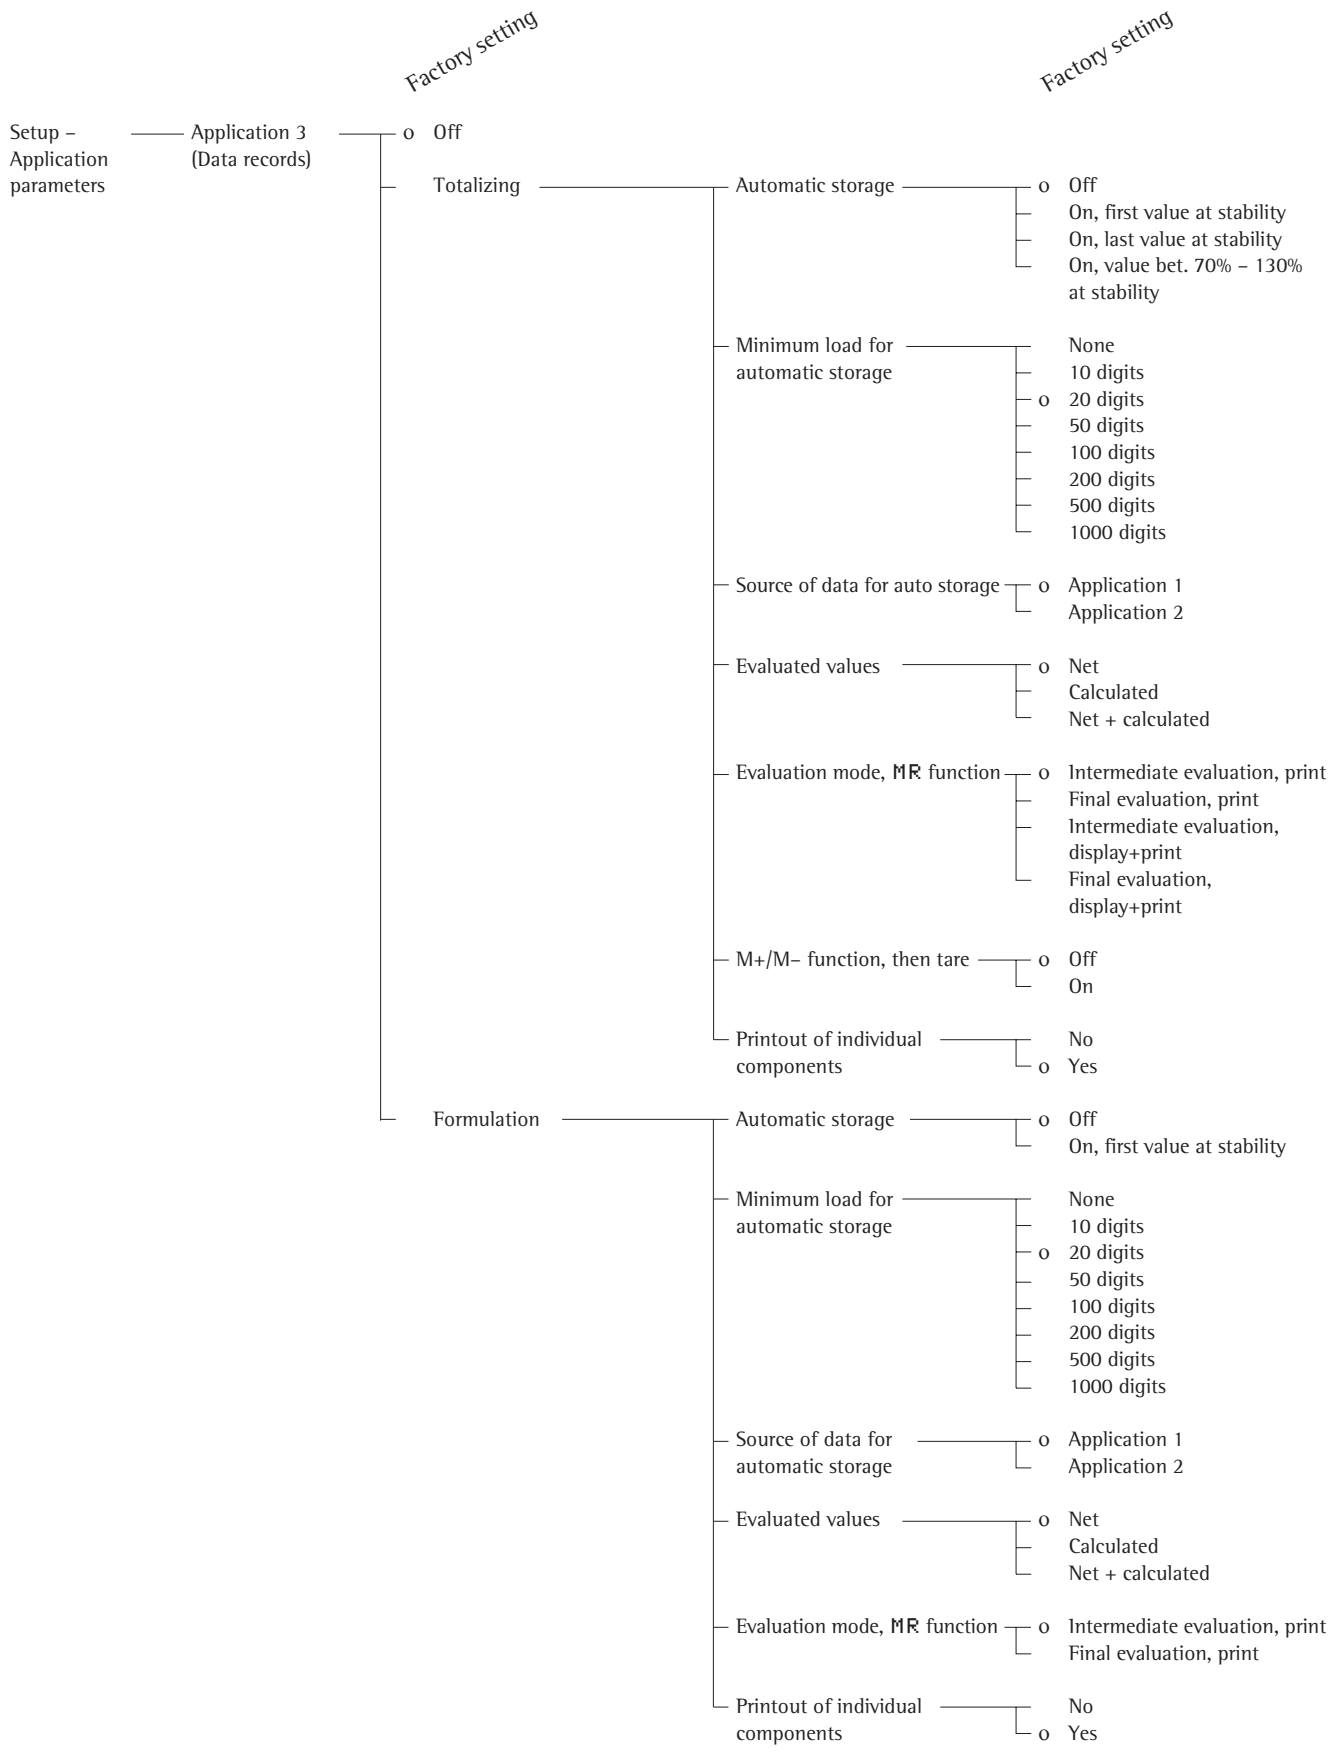 Factory setting
Factory setting
Setup –
Application
parameters
Application 3
(Data records)
o Off
Totalizing
Automatic storage
o Off
On, first value at stability
On, last value at stability
On, value bet. 70% – 130%
at stability
Minimum load for
automatic storage
None
10 digits
o 20 digits
50 digits
100 digits
200 digits
500 digits
1000 digits
Source of data for auto storage
o Application 1
Application 2
Evaluated values
o Net
Calculated
Net + calculated
Evaluation mode, MR function
o Intermediate evaluation, print
Final evaluation, print
Intermediate evaluation,
display+print
Final evaluation,
display+print
M+/M– function, then tare
o Off
On
Printout of individual
components
No
o Yes
Formulation
Automatic storage
o Off
On, first value at stability
Minimum load for
automatic storage
None
10 digits
o 20 digits
50 digits
100 digits
200 digits
500 digits
1000 digits
Source of data for
automatic storage
o Application 1
Application 2
Evaluated values
o Net
Calculated
Net + calculated
Evaluation mode, MR function
o Intermediate evaluation, print
Final evaluation, print
Printout of individual
components
No
o Yes